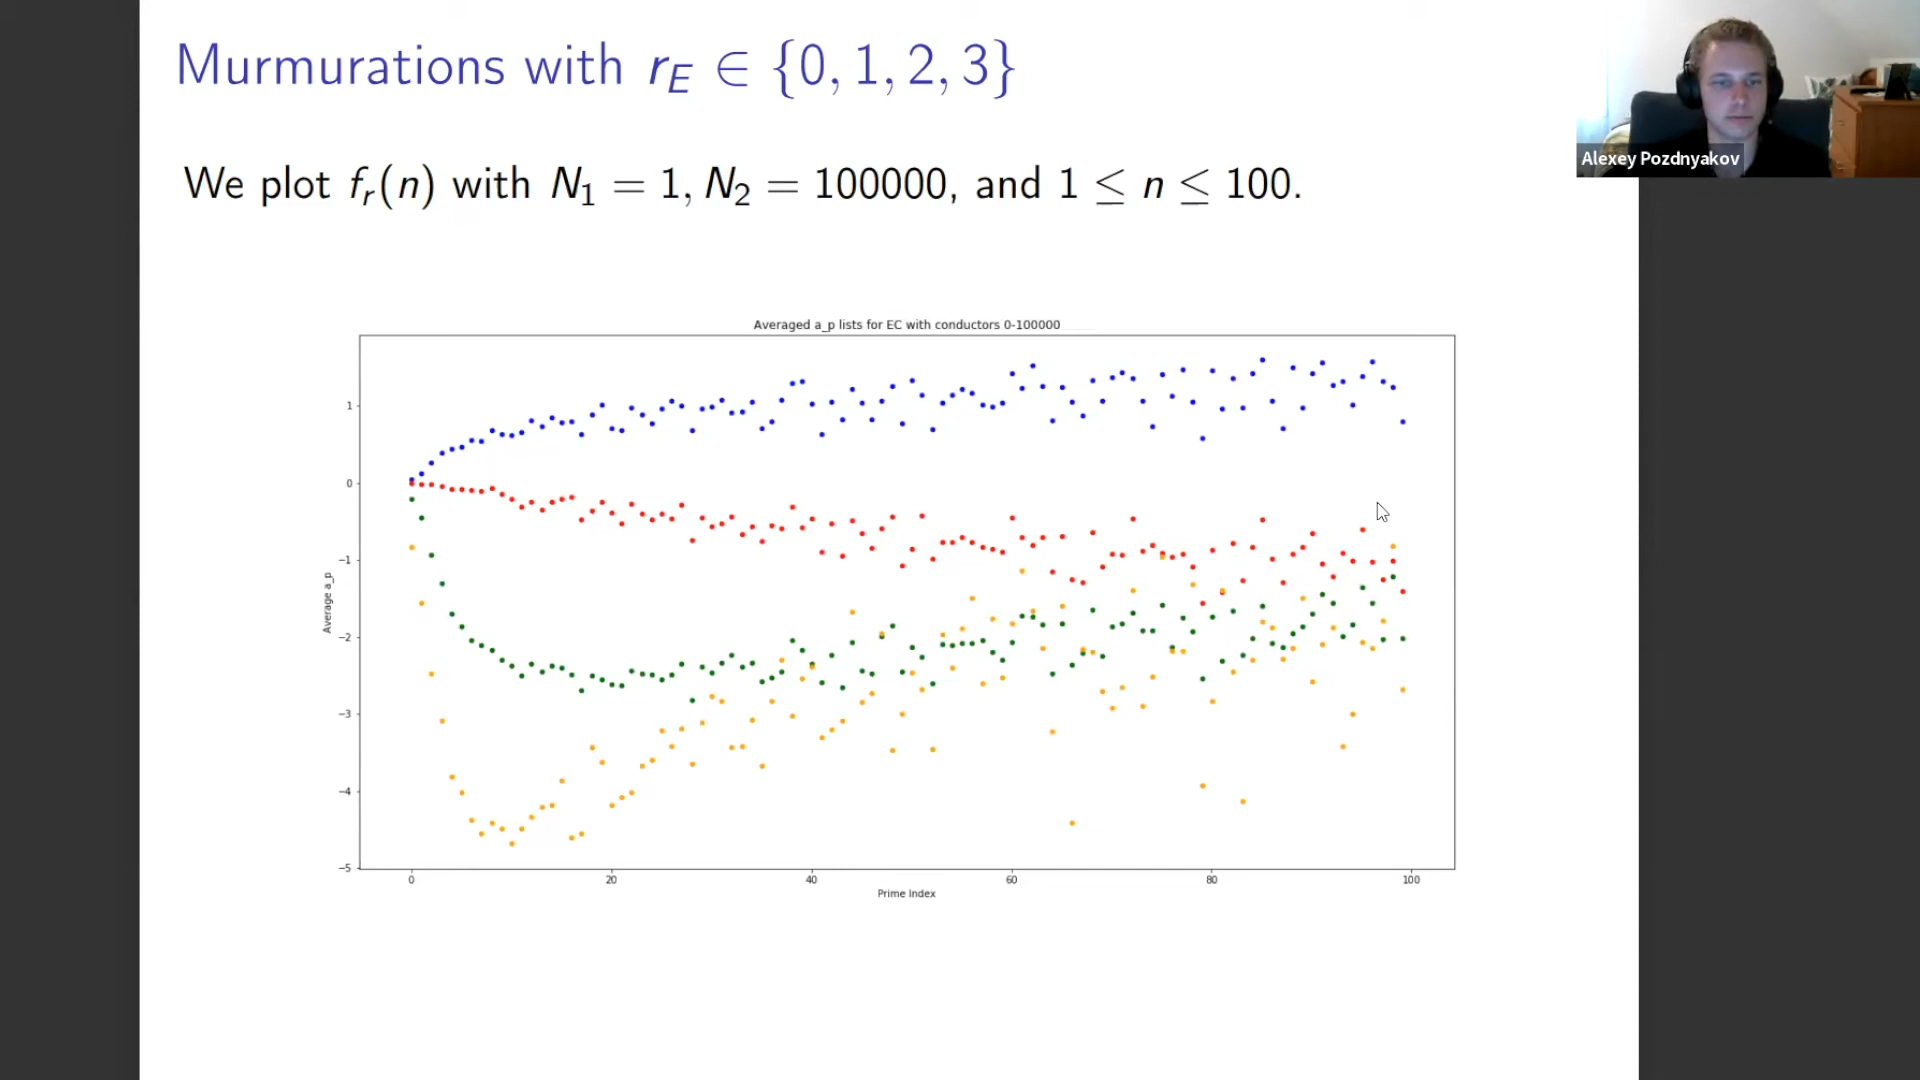 Murmurations with r_E ∈ {0, 1, 2, 3}
Alexey Pozdnyakov
We plot f_r(n) with N_1 = 1, N_2 = 100000, and 1 ≤ n ≤ 100.
Averaged a_p lists for EC with conductors 0-100000
Average a_p
1
0
−1
−2
−3
−4
−5
0 20 40 60 80 100
Prime Index